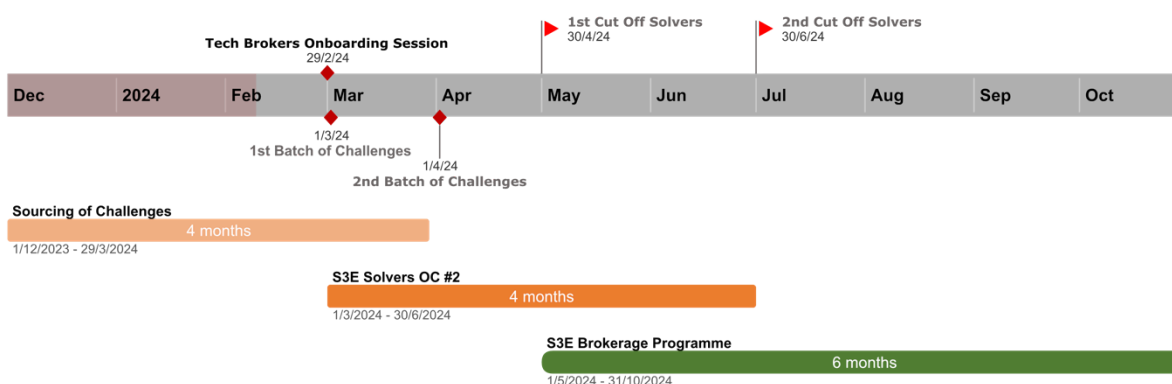 1st Cut Off Solvers
30/4/24
2nd Cut Off Solvers
30/6/24
Tech Brokers Onboarding Session
29/2/24
Dec 2024 Feb Mar Apr May Jun Jul Aug Sep Oct
1/3/24
1st Batch of Challenges
1/4/24
2nd Batch of Challenges
Sourcing of Challenges
4 months
1/12/2023 - 29/3/2024
S3E Solvers OC #2
4 months
1/3/2024 - 30/6/2024
S3E Brokerage Programme
6 months
1/5/2024 - 31/10/2024